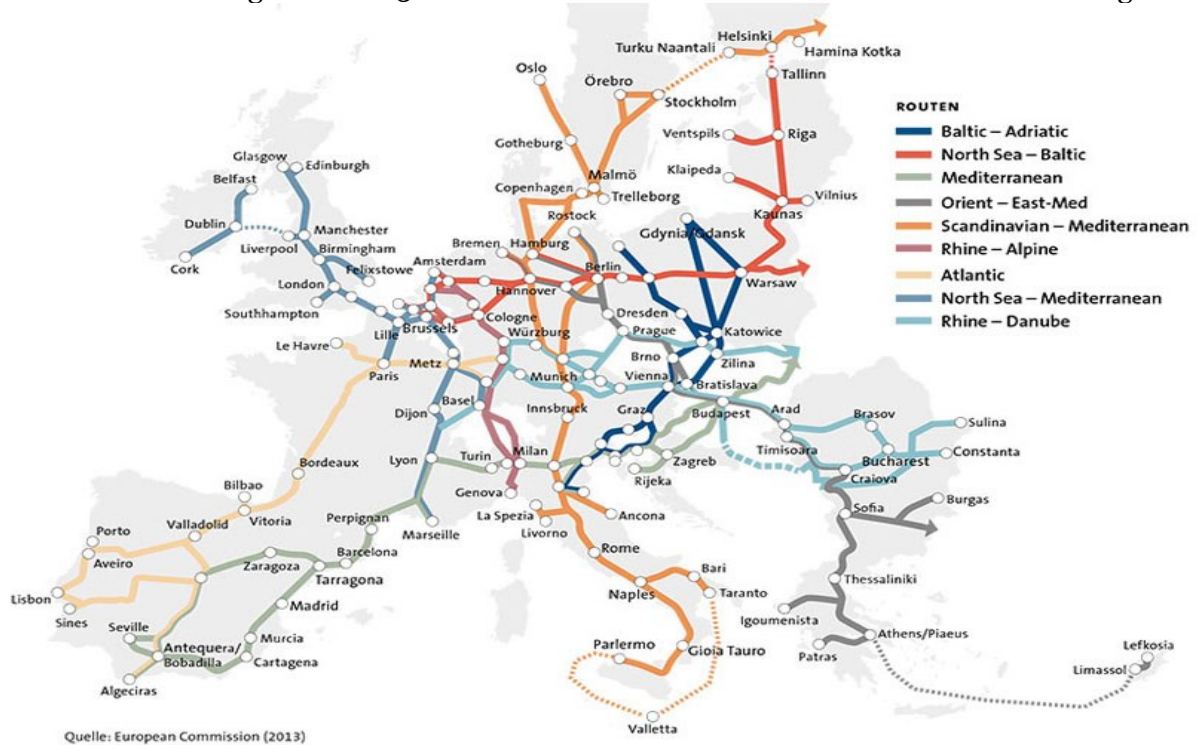 Helsinki
Turku Naantali
Hamina Kotka
Oslo
Örebro
Tallinn
Stockholm
ROUTEN
Baltic – Adriatic
North Sea – Baltic
Mediterranean
Orient – East-Med
Scandinavian – Mediterranean
Rhine – Alpine
Atlantic
North Sea – Mediterranean
Rhine – Danube
Gotheburg
Ventspils
Riga
Glasgow
Edinburgh
Belfast
Klaipeda
Malmö
Copenhagen
Trelleborg
Vilnius
Kaunas
Rostock
Dublin
Manchester
Gdynia/Gdansk
Liverpool
Birmingham
Bremen
Hamburg
Cork
Felixstowe
Amsterdam
Berlin
London
Hannover
Warsaw
Southhampton
Cologne
Dresden
Brussels
Lille
Würzburg
Prague
Katowice
Le Havre
Brno
Zilina
Paris
Metz
Munich
Vienna
Bratislava
Basel
Dijon
Innsbruck
Graz
Budapest
Arad
Brasov
Sulina
Timisoara
Lyon
Turin
Milan
Zagreb
Bucharest
Constanta
Bordeaux
Rijeka
Craiova
Bilbao
Genova
Burgas
Sofia
Vitoria
La Spezia
Ancona
Valladolid
Perpignan
Livorno
Marseille
Porto
Barcelona
Rome
Aveiro
Zaragoza
Bari
Tarragona
Thessaliniki
Lisbon
Naples
Taranto
Madrid
Sines
Igoumenista
Seville
Murcia
Athens/Piaeus
Antequera/
Bobadilla
Cartagena
Parlermo
Gioia Tauro
Patras
Lefkosia
Limassol
Algeciras
Valletta
Quelle: European Commission (2013)